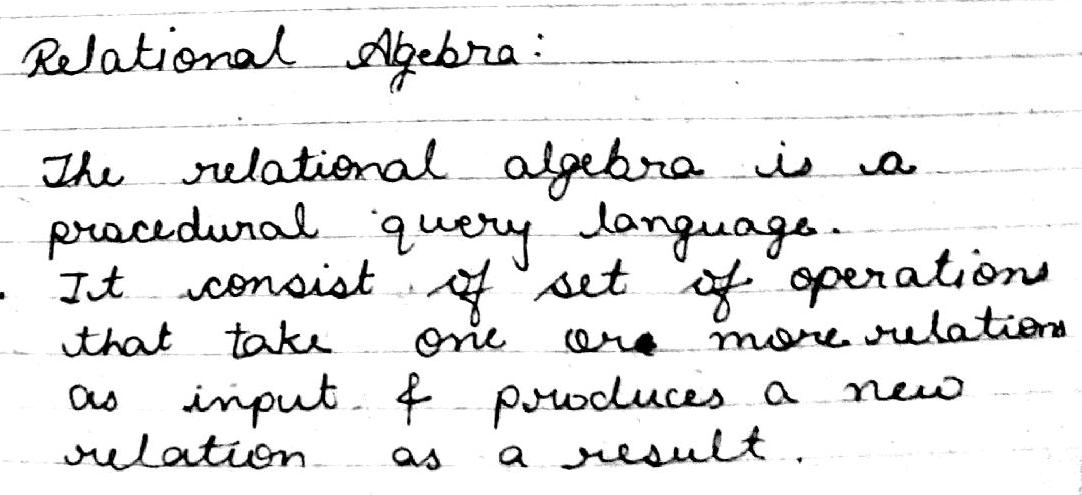 Relational Algebra:
The relational algebra is a
procedural query language.
It consist of set of operations
that take one or more relations
as input & produces a new
relation as a result.